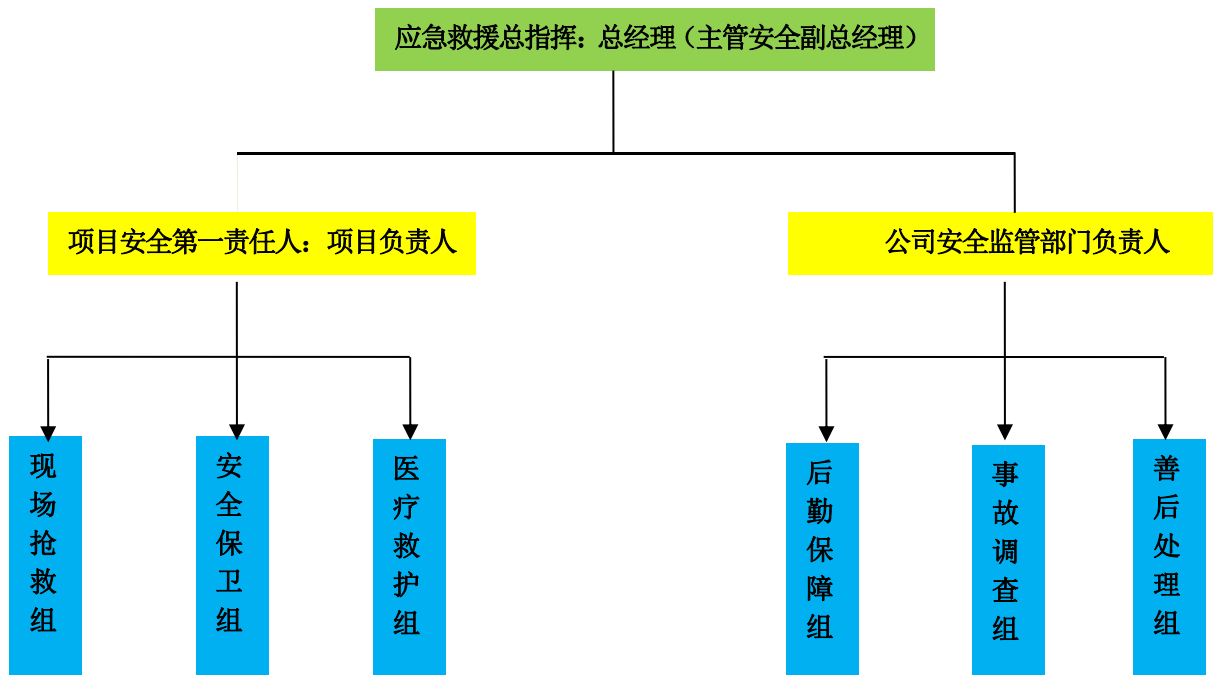 应急救援总指挥：总经理（主管安全副总经理）
项目安全第一责任人：项目负责人
公司安全监管部门负责人
现场抢救组
安全保卫组
医疗救护组
后勤保障组
事故调查组
善后处理组